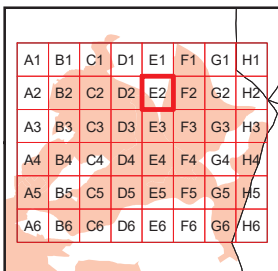 A1 B1 C1 D1 E1 F1 G1 H1
A2 B2 C2 D2 E2 F2 G2 H2
A3 B3 C3 D3 E3 F3 G3 H3
A4 B4 C4 D4 E4 F4 G4 H4
A5 B5 C5 D5 E5 F5 G5 H5
A6 B6 C6 D6 E6 F6 G6 H6